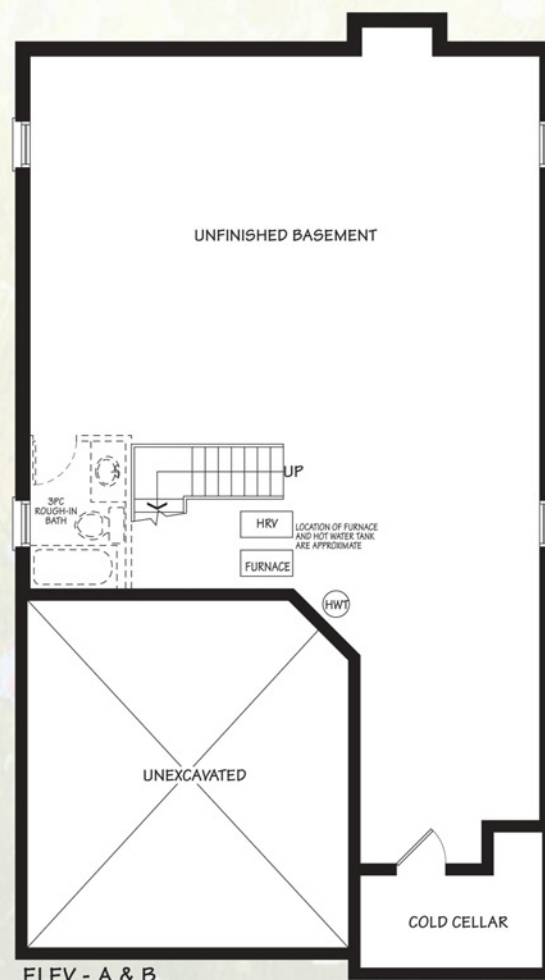 UNFINISHED BASEMENT
UP
3PC
ROUGH-IN
BATH
HRV
LOCATION OF FURNACE
AND HOT WATER TANK
ARE APPROXIMATE
FURNACE
HWT
UNEXCAVATED
COLD CELLAR
ELEV - A & B